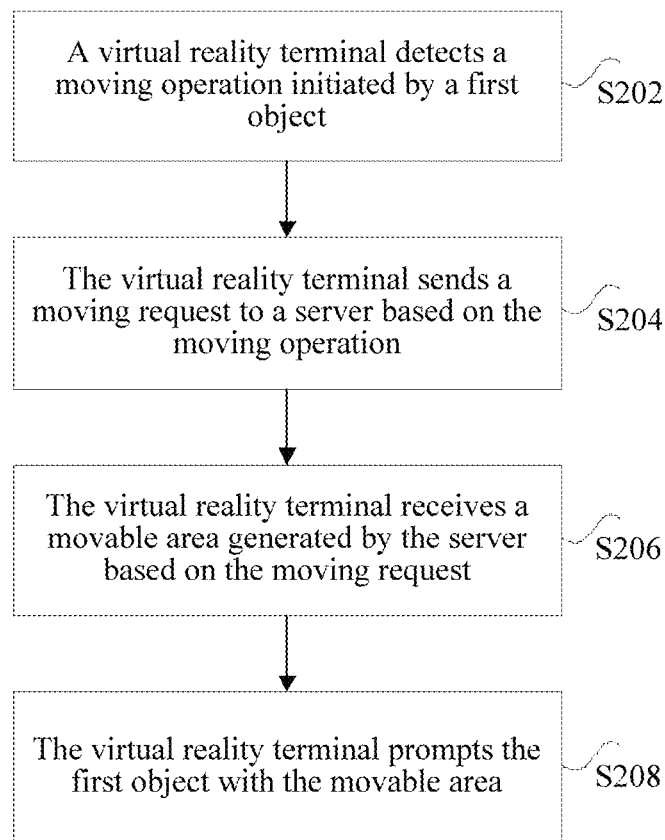 A virtual reality terminal detects a
moving operation initiated by a first
object
S202
The virtual reality terminal sends a
moving request to a server based on the
moving operation
S204
The virtual reality terminal receives a
movable area generated by the server
based on the moving request
S206
The virtual reality terminal prompts the
first object with the movable area
S208